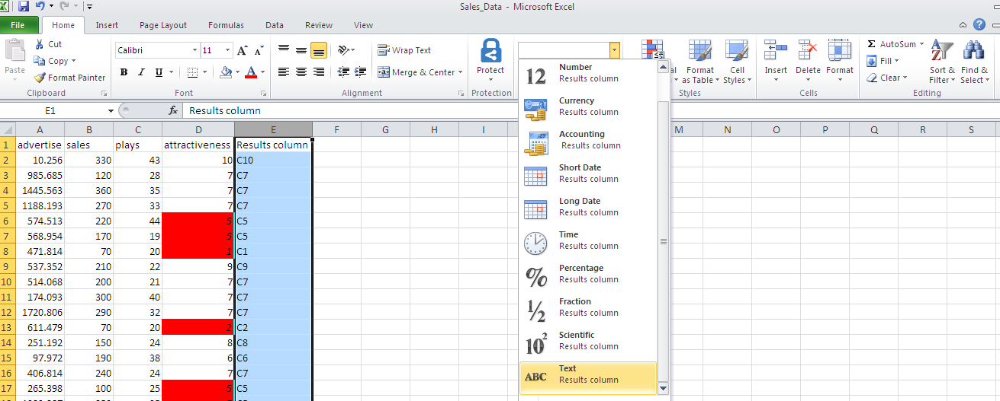 Sales_Data - Microsoft Excel
File Home Insert Page Layout Formulas Data Review View
Paste
Cut
Copy
Format Painter
Clipboard
Calibri 11
B I U
Font
Wrap Text
Merge & Center
Alignment
Protect
Protection
Format as Table
Cell Styles
Styles
Insert Delete Format
Cells
Σ AutoSum
Fill
Clear
Sort & Filter
Find & Select
Editing
E1 fx Results column
A B C D E F G H I M N O P Q R S
1 advertise sales plays attractiveness Results column
2 10.256 330 43 10 C10
3 985.685 120 28 7 C7
4 1445.563 360 35 7 C7
5 1188.193 270 33 7 C7
6 574.513 220 44 5 C5
7 568.954 170 19 5 C5
8 471.814 70 20 1 C1
9 537.352 210 22 9 C9
10 514.068 200 21 7 C7
11 174.093 300 40 7 C7
12 1720.806 290 32 7 C7
13 611.479 70 20 2 C2
14 251.192 150 24 8 C8
15 97.972 190 38 6 C6
16 406.814 240 24 7 C7
17 265.398 100 25 5 C5
12 Number
Results column
Currency
Results column
Accounting
Results column
Short Date
Results column
Long Date
Results column
Time
Results column
% Percentage
Results column
1/2 Fraction
Results column
10² Scientific
Results column
ABC Text
Results column